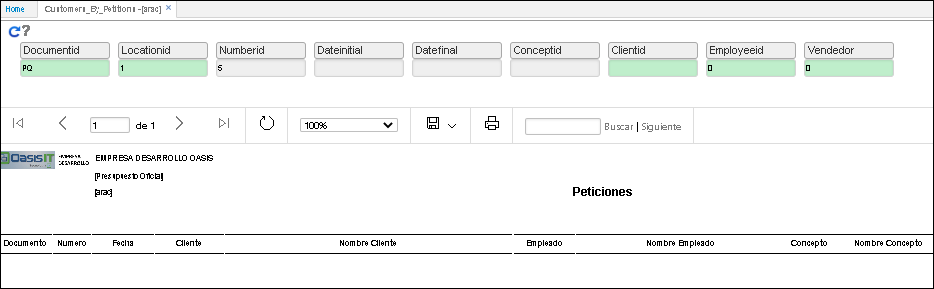 Home Customers_By_Petitions -[arac]
Documentid Locationid Numberid Dateinitial Datefinal Conceptid Clientid Employeeid Vendedor
PQ 1 5 0 0
1 de 1 100% Buscar | Siguiente
OasisIT EMPRESA DESARROLLO EMPRESA DESARROLLO OASIS
[Presupuesto Oficial]
[arac]
Peticiones
Documento Numero Fecha Cliente Nombre Cliente Empleado Nombre Empleado Concepto Nombre Concepto